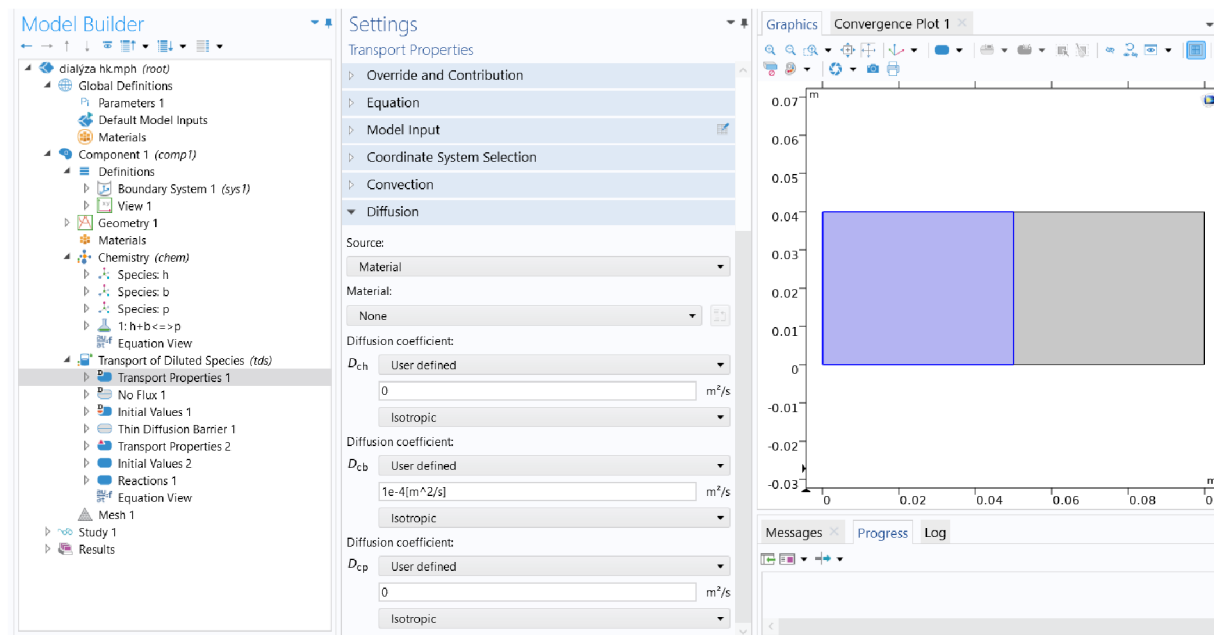 Model Builder
dialýza hk.mph (root)
Global Definitions
Pi Parameters 1
Default Model Inputs
Materials
Component 1 (comp1)
Definitions
Boundary System 1 (sys1)
View 1
Geometry 1
Materials
Chemistry (chem)
Species: h
Species: b
Species: p
1: h+b<=>p
Equation View
Transport of Diluted Species (tds)
Transport Properties 1
No Flux 1
Initial Values 1
Thin Diffusion Barrier 1
Transport Properties 2
Initial Values 2
Reactions 1
Equation View
Mesh 1
Study 1
Results
Settings
Transport Properties
Override and Contribution
Equation
Model Input
Coordinate System Selection
Convection
Diffusion
Source:
Material
Material:
None
Diffusion coefficient:
Dch User defined
0 m²/s
Isotropic
Diffusion coefficient:
Dcb User defined
1e-4[m^2/s] m²/s
Isotropic
Diffusion coefficient:
Dcp User defined
0 m²/s
Isotropic
Graphics Convergence Plot 1
m
0.07
0.06
0.05
0.04
0.03
0.02
0.01
0
-0.01
-0.02
-0.03
0 0.02 0.04 0.06 0.08
Messages Progress Log